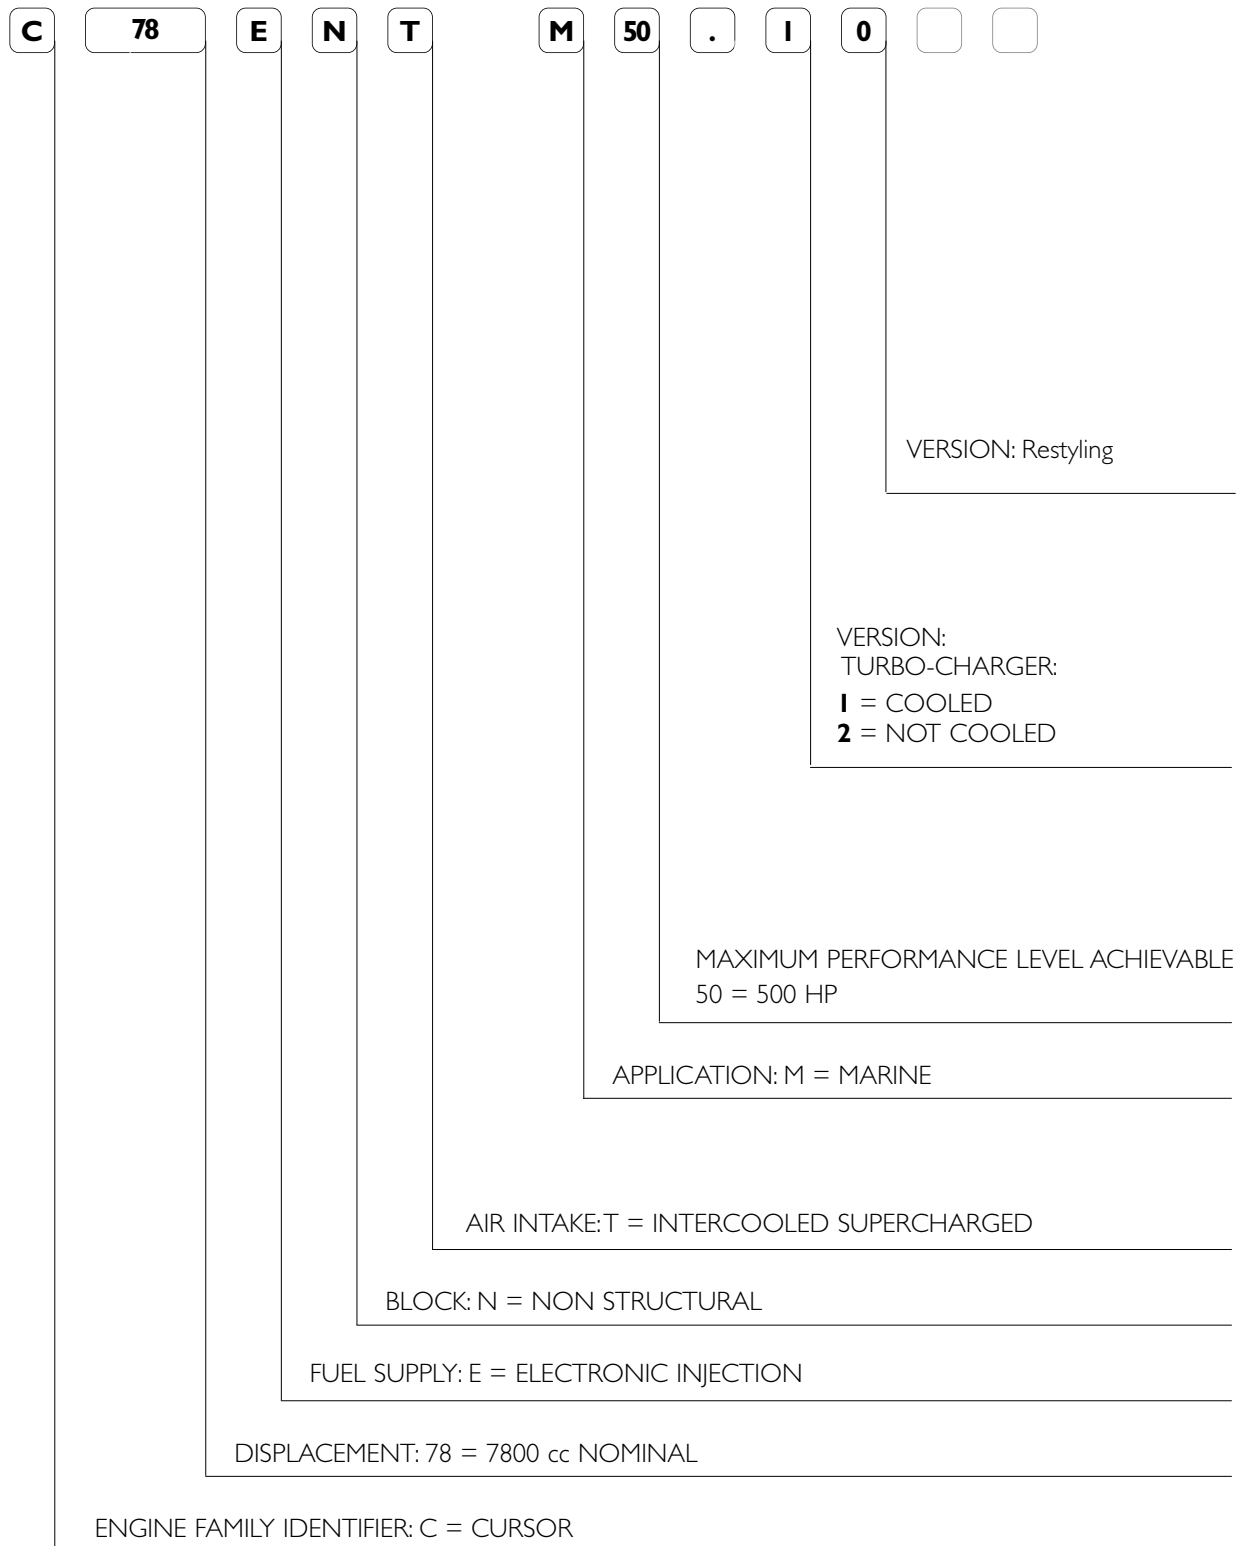 C 78 E N T M 50 . 1 0
VERSION: Restyling
VERSION:
TURBO-CHARGER:
1 = COOLED
2 = NOT COOLED
MAXIMUM PERFORMANCE LEVEL ACHIEVABLE
50 = 500 HP
APPLICATION: M = MARINE
AIR INTAKE: T = INTERCOOLED SUPERCHARGED
BLOCK: N = NON STRUCTURAL
FUEL SUPPLY: E = ELECTRONIC INJECTION
DISPLACEMENT: 78 = 7800 cc NOMINAL
ENGINE FAMILY IDENTIFIER: C = CURSOR